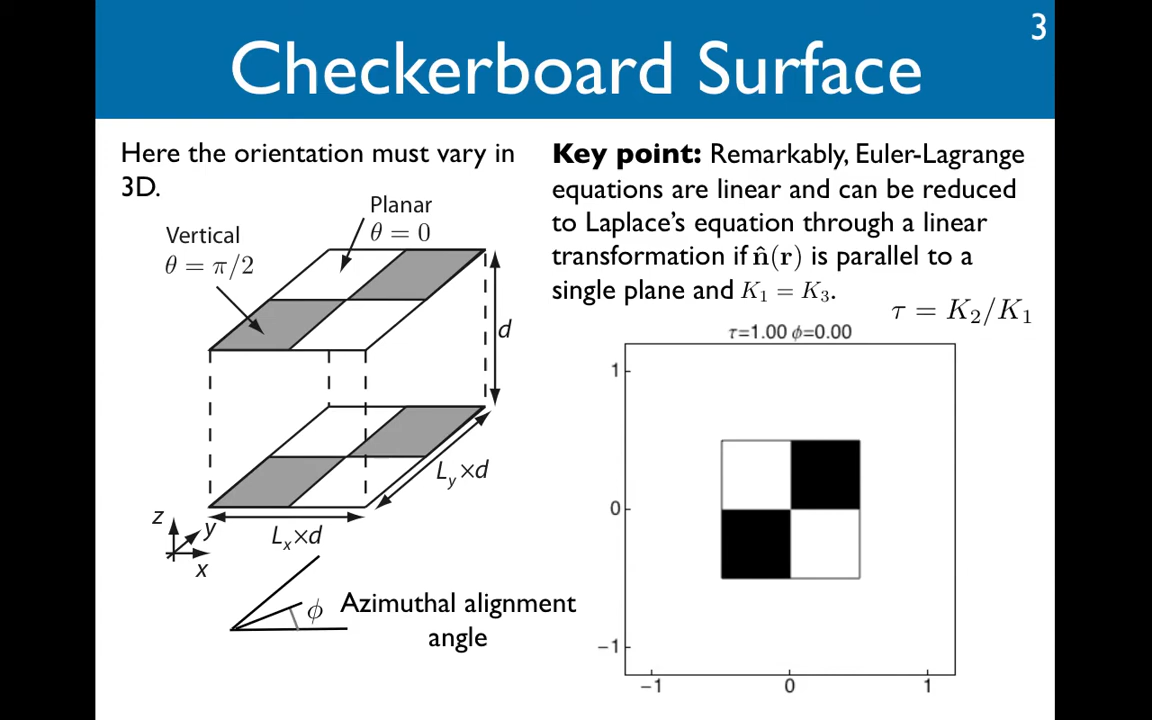 3
Checkerboard Surface
Here the orientation must vary in
3D.
Planar
θ = 0
Vertical
θ = π/2
d
L_y×d
L_x×d
z
y
x
ϕ
Azimuthal alignment
angle
Key point: Remarkably, Euler-Lagrange
equations are linear and can be reduced
to Laplace's equation through a linear
transformation if n̂(r) is parallel to a
single plane and K₁ = K₃.
τ = K₂/K₁
τ=1.00 ϕ=0.00
1
0
−1
−1 0 1